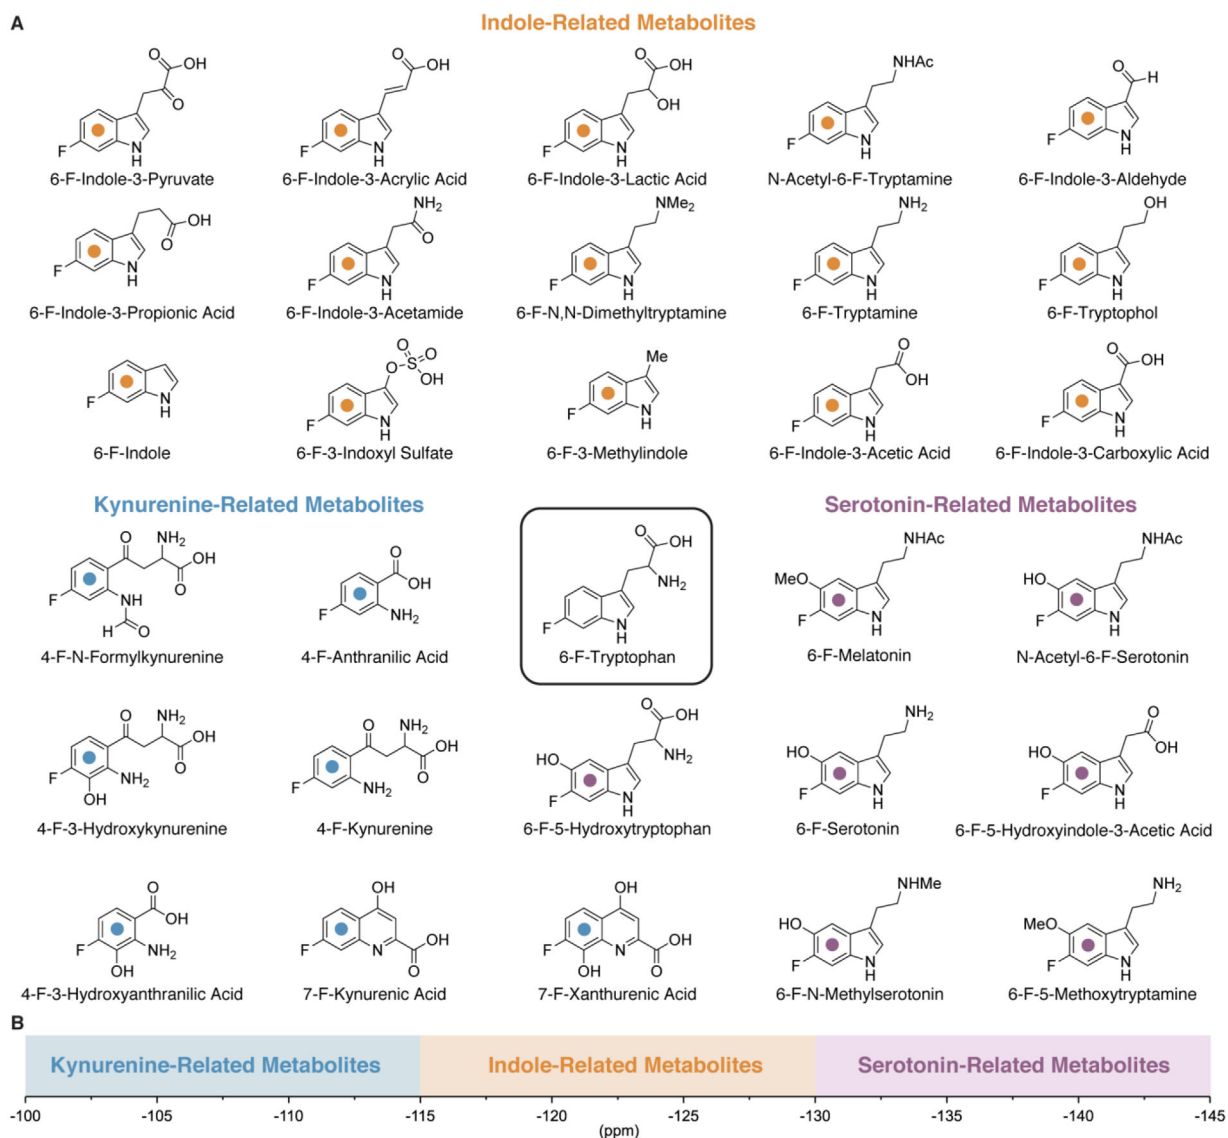 A
Indole-Related Metabolites
O
OH
O
F
N
H
6-F-Indole-3-Pyruvate
O
OH
F
N
H
6-F-Indole-3-Acrylic Acid
O
OH
OH
F
N
H
6-F-Indole-3-Lactic Acid
NHAc
F
N
H
N-Acetyl-6-F-Tryptamine
O
H
F
N
H
6-F-Indole-3-Aldehyde
OH
O
F
N
H
6-F-Indole-3-Propionic Acid
NH2
O
F
N
H
6-F-Indole-3-Acetamide
NMe2
F
N
H
6-F-N,N-Dimethyltryptamine
NH2
F
N
H
6-F-Tryptamine
OH
F
N
H
6-F-Tryptophol
F
N
H
6-F-Indole
O
O
O
S
OH
F
N
H
6-F-3-Indoxyl Sulfate
Me
F
N
H
6-F-3-Methylindole
O
OH
F
N
H
6-F-Indole-3-Acetic Acid
O
OH
F
N
H
6-F-Indole-3-Carboxylic Acid
Kynurenine-Related Metabolites
Serotonin-Related Metabolites
O
NH2
OH
O
F
NH
H
O
4-F-N-Formylkynurenine
O
OH
F
NH2
4-F-Anthranilic Acid
O
OH
NH2
F
N
H
6-F-Tryptophan
NHAc
MeO
F
N
H
6-F-Melatonin
NHAc
HO
F
N
H
N-Acetyl-6-F-Serotonin
O
NH2
OH
O
F
NH2
OH
4-F-3-Hydroxykynurenine
O
NH2
OH
O
F
NH2
4-F-Kynurenine
O
OH
NH2
HO
F
N
H
6-F-5-Hydroxytryptophan
NH2
HO
F
N
H
6-F-Serotonin
O
OH
HO
F
N
H
6-F-5-Hydroxyindole-3-Acetic Acid
O
OH
F
NH2
OH
4-F-3-Hydroxyanthranilic Acid
OH
F
N
OH
O
7-F-Kynurenic Acid
OH
F
N
OH
OH
O
7-F-Xanthurenic Acid
NHMe
HO
F
N
H
6-F-N-Methylserotonin
NH2
MeO
F
N
H
6-F-5-Methoxytryptamine
B
Kynurenine-Related Metabolites
Indole-Related Metabolites
Serotonin-Related Metabolites
-100 -105 -110 -115 -120 -125 -130 -135 -140 -145
(ppm)